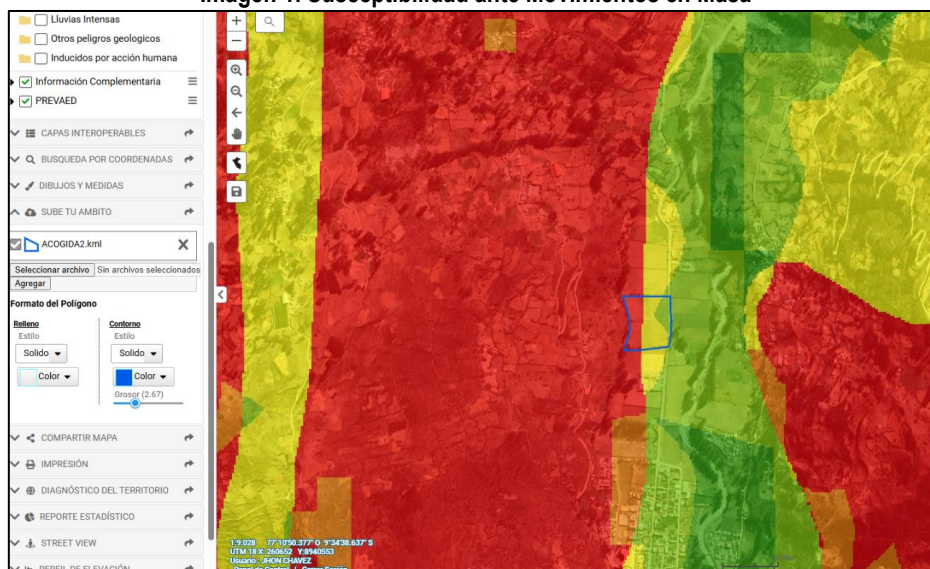 Imagen 1. Susceptibilidad ante Movimientos en Masa
Lluvias Intensas
Otros peligros geologicos
Inducidos por acción humana
Información Complementaria
PREVAED
CAPAS INTEROPERABLES
BUSQUEDA POR COORDENADAS
DIBUJOS Y MEDIDAS
SUBE TU AMBITO
ACOGIDA2.kml
Seleccionar archivo Sin archivos seleccionados
Agregar
Formato del Polígono
Relleno Contorno
Estilo Estilo
Solido Solido
Color Color
Grosor (2.67)
COMPARTIR MAPA
IMPRESIÓN
DIAGNÓSTICO DEL TERRITORIO
REPORTE ESTADÍSTICO
STREET VIEW
PERFIL DE ELEVACIÓN
1:9.028 77°10'50.377" O 9°34'38.637" S
UTM 18 X: 260652 Y:8940553
Usuario : JHON CHAVEZ